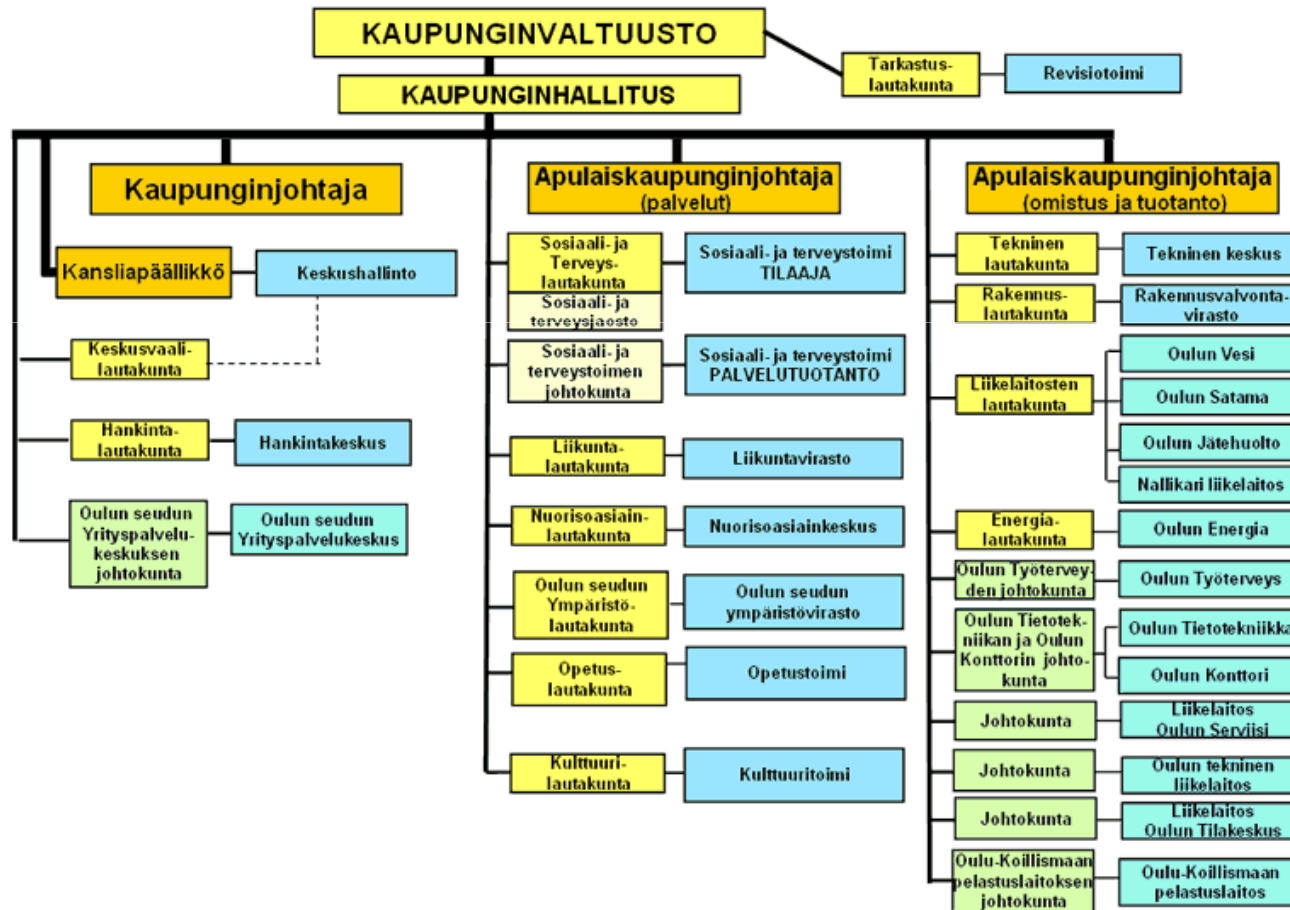 KAUPUNGINVALTUUSTO
Tarkastus-
lautakunta
Revisiotoimi
KAUPUNGINHALLITUS
Kaupunginjohtaja
Kansliapäällikkö
Keskushallinto
Keskusvaali-
lautakunta
Hankinta-
lautakunta
Hankintakeskus
Oulun seudun
Yrityspalvelu-
keskuksen
johtokunta
Oulun seudun
Yrityspalvelukeskus
Apulaiskaupunginjohtaja
(palvelut)
Sosiaali- ja
Terveys-
lautakunta
Sosiaali- ja
terveysjaosto
Sosiaali- ja terveystoimi
TILAAJA
Sosiaali- ja
terveystoimen
johtokunta
Sosiaali- ja terveystoimi
PALVELUTUOTANTO
Liikunta-
lautakunta
Liikuntavirasto
Nuorisoasiain-
lautakunta
Nuorisoasiainkeskus
Oulun seudun
Ympäristö-
lautakunta
Oulun seudun
ympäristövirasto
Opetus-
lautakunta
Opetustoimi
Kulttuuri-
lautakunta
Kulttuuritoimi
Apulaiskaupunginjohtaja
(omistus ja tuotanto)
Tekninen
lautakunta
Tekninen keskus
Rakennus-
lautakunta
Rakennusvalvonta-
virasto
Liikelaitosten
lautakunta
Oulun Vesi
Oulun Satama
Oulun Jätehuolto
Nallikari liikelaitos
Energia-
lautakunta
Oulun Energia
Oulun Työtervey
den johtokunta
Oulun Työterveys
Oulun Tietotek-
niikan ja Oulun
Konttorin johto-
kunta
Oulun Tietotekniikka
Oulun Konttori
Johtokunta
Liikelaitos
Oulun Serviisi
Johtokunta
Oulun tekninen
liikelaitos
Johtokunta
Liikelaitos
Oulun Tilakeskus
Oulu-Koillismaan
pelastuslaitoksen
johtokunta
Oulu-Koillismaan
pelastuslaitos